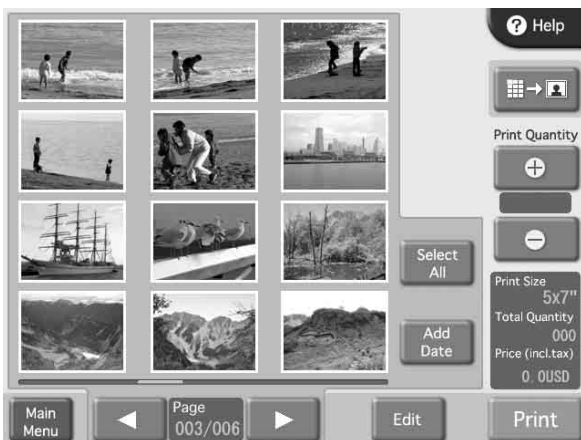 ? Help
Print Quantity
Select
All
Print Size
5x7"
Total Quantity
000
Price (incl.tax)
0.0USD
Add
Date
Main
Menu
Page
003/006
Edit
Print